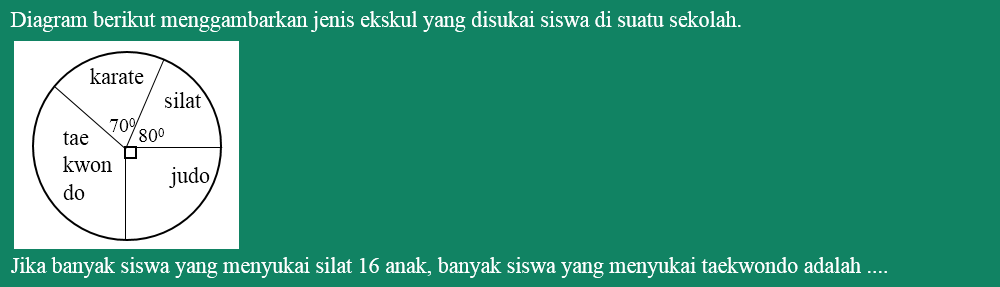 Diagram berikut menggambarkan jenis ekskul yang disukai siswa di suatu sekolah.
karate
silat
70⁰
80⁰
tae
kwon
do
judo
Jika banyak siswa yang menyukai silat 16 anak, banyak siswa yang menyukai taekwondo adalah ....